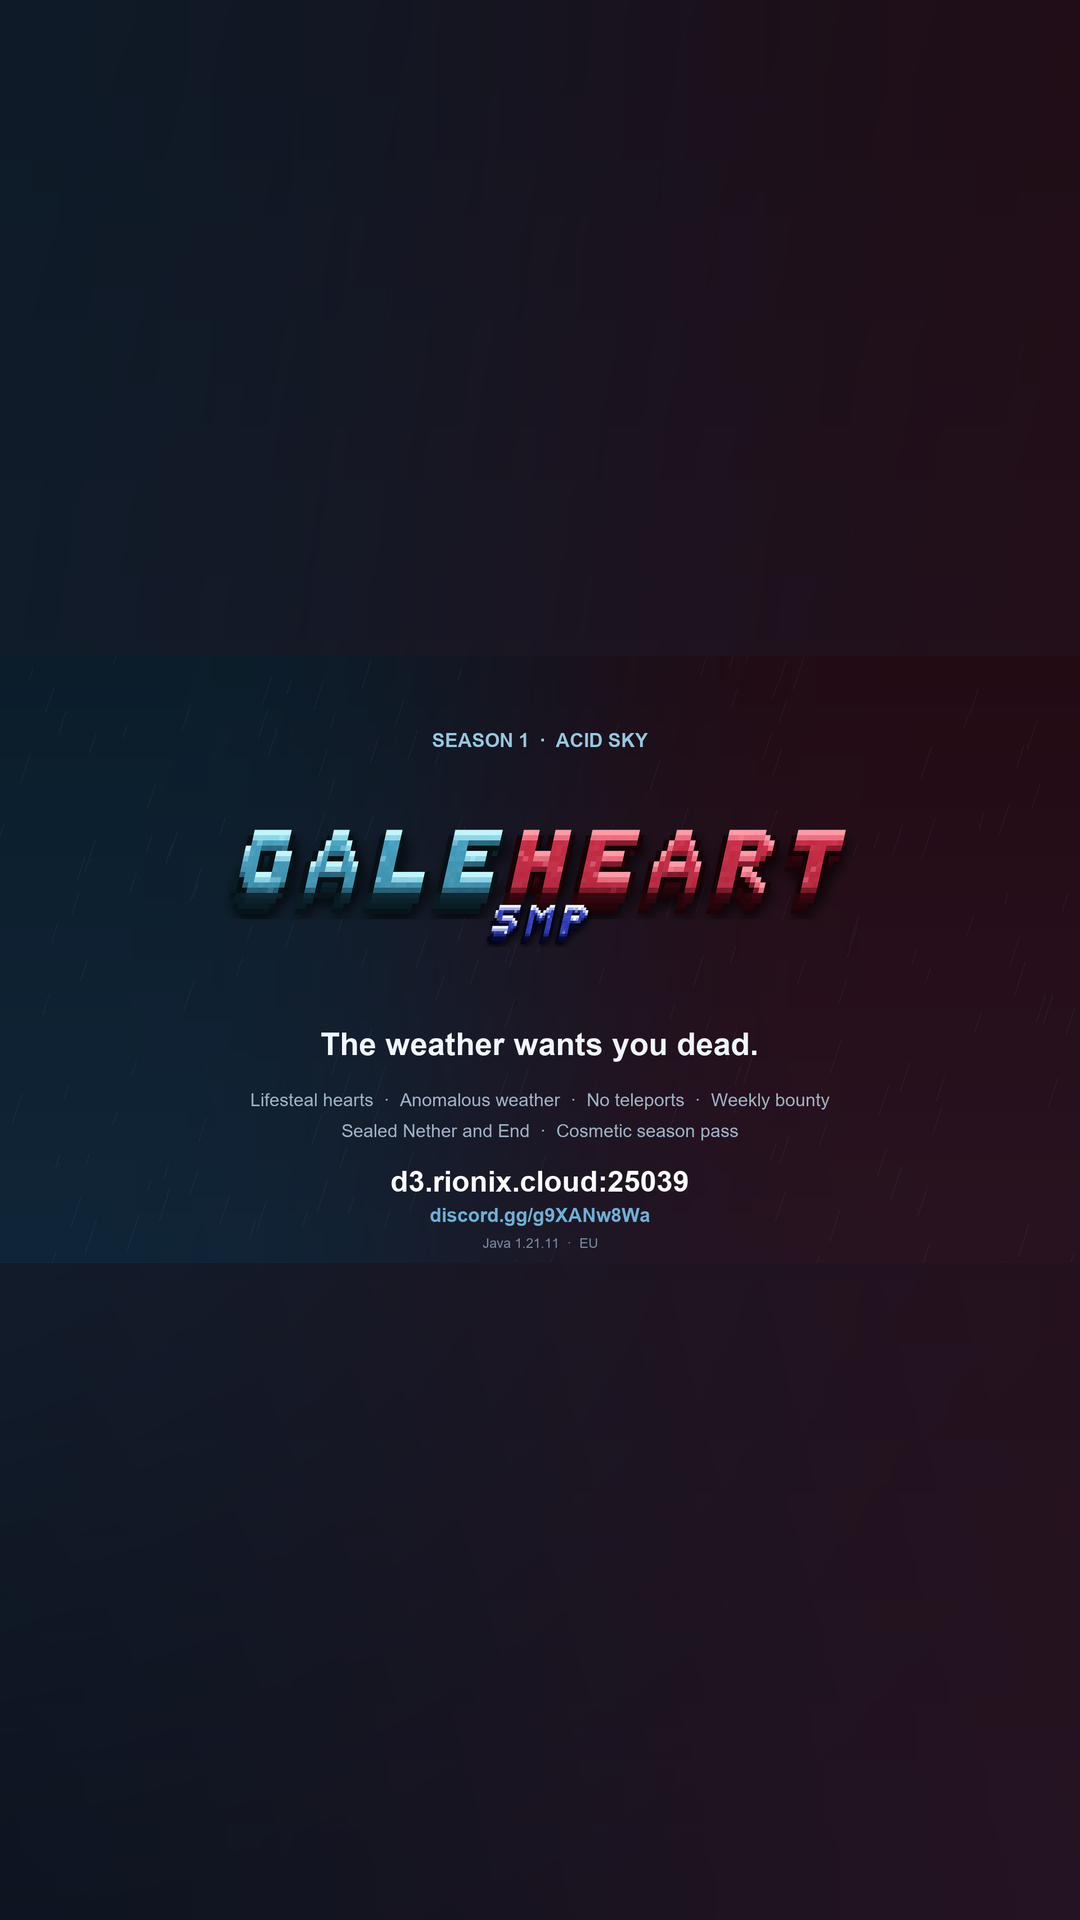 SEASON 1 · ACID SKY
GALEHEART
SMP
The weather wants you dead.
Lifesteal hearts · Anomalous weather · No teleports · Weekly bounty
Sealed Nether and End · Cosmetic season pass
d3.rionix.cloud:25039
discord.gg/g9XANw8Wa
Java 1.21.11 · EU